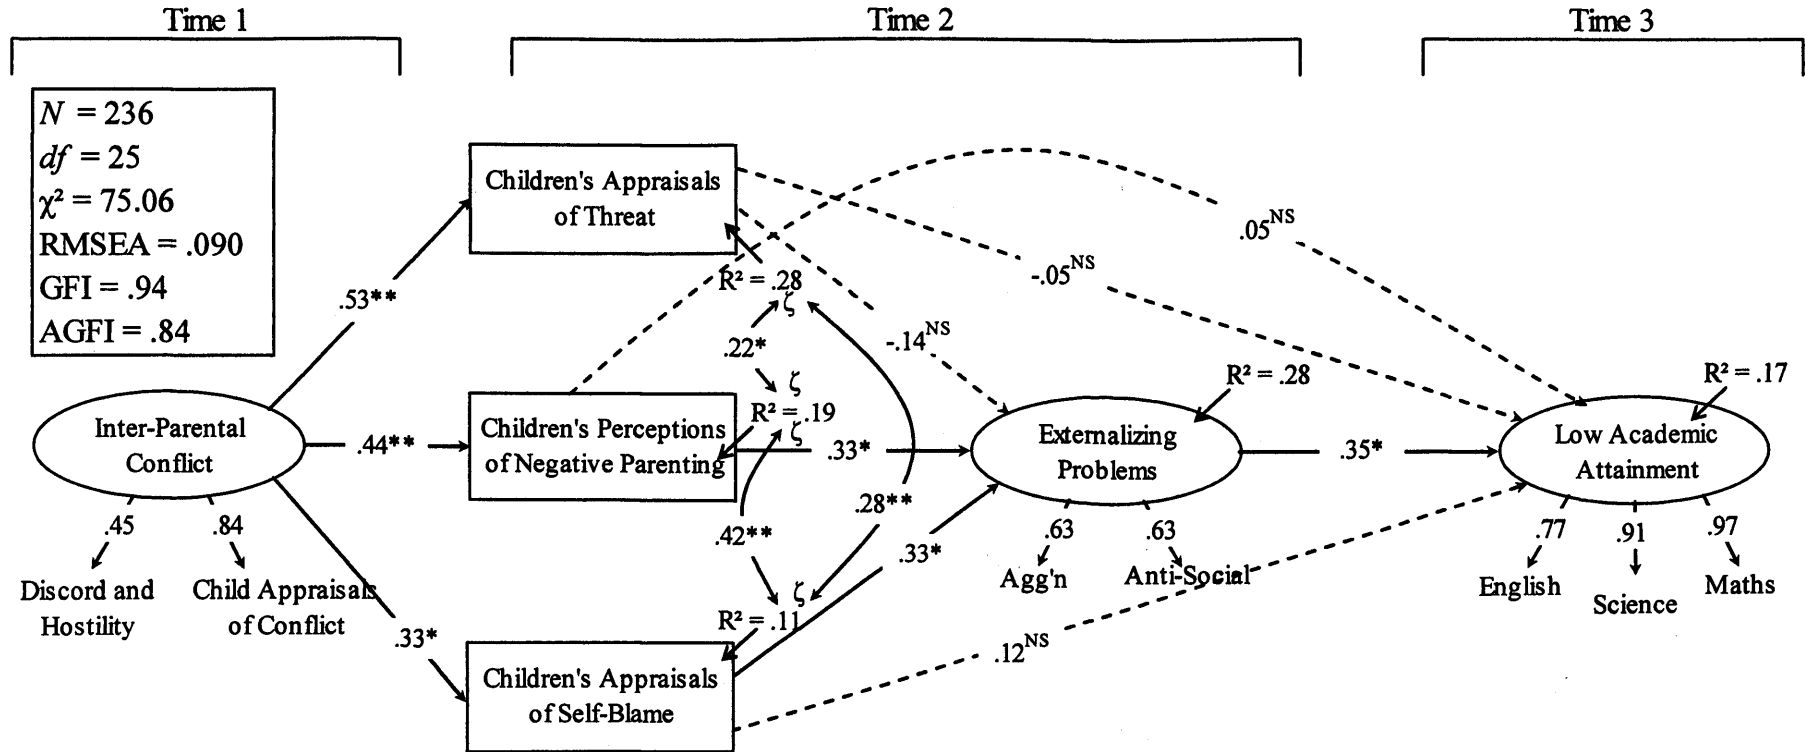 Time 1
Time 2
Time 3
N = 236
df = 25
χ² = 75.06
RMSEA = .090
GFI = .94
AGFI = .84
Children's Appraisals
of Threat
.05NS
-.05NS
R² = .28
ζ
.53**
-.14NS
.22*
ζ
R² = .28
R² = .17
R² = .19
ζ
Inter-Parental
Conflict
.44**
Children's Perceptions
of Negative Parenting
.33*
Externalizing
Problems
.35*
Low Academic
Attainment
.45
.84
.42**
.28**
.33*
.63
.63
.77
.91
.97
Discord and
Hostility
Child Appraisals
of Conflict
Agg'n
Anti-Social
English
Science
Maths
ζ
R² = .11
.33*
.12NS
Children's Appraisals
of Self-Blame